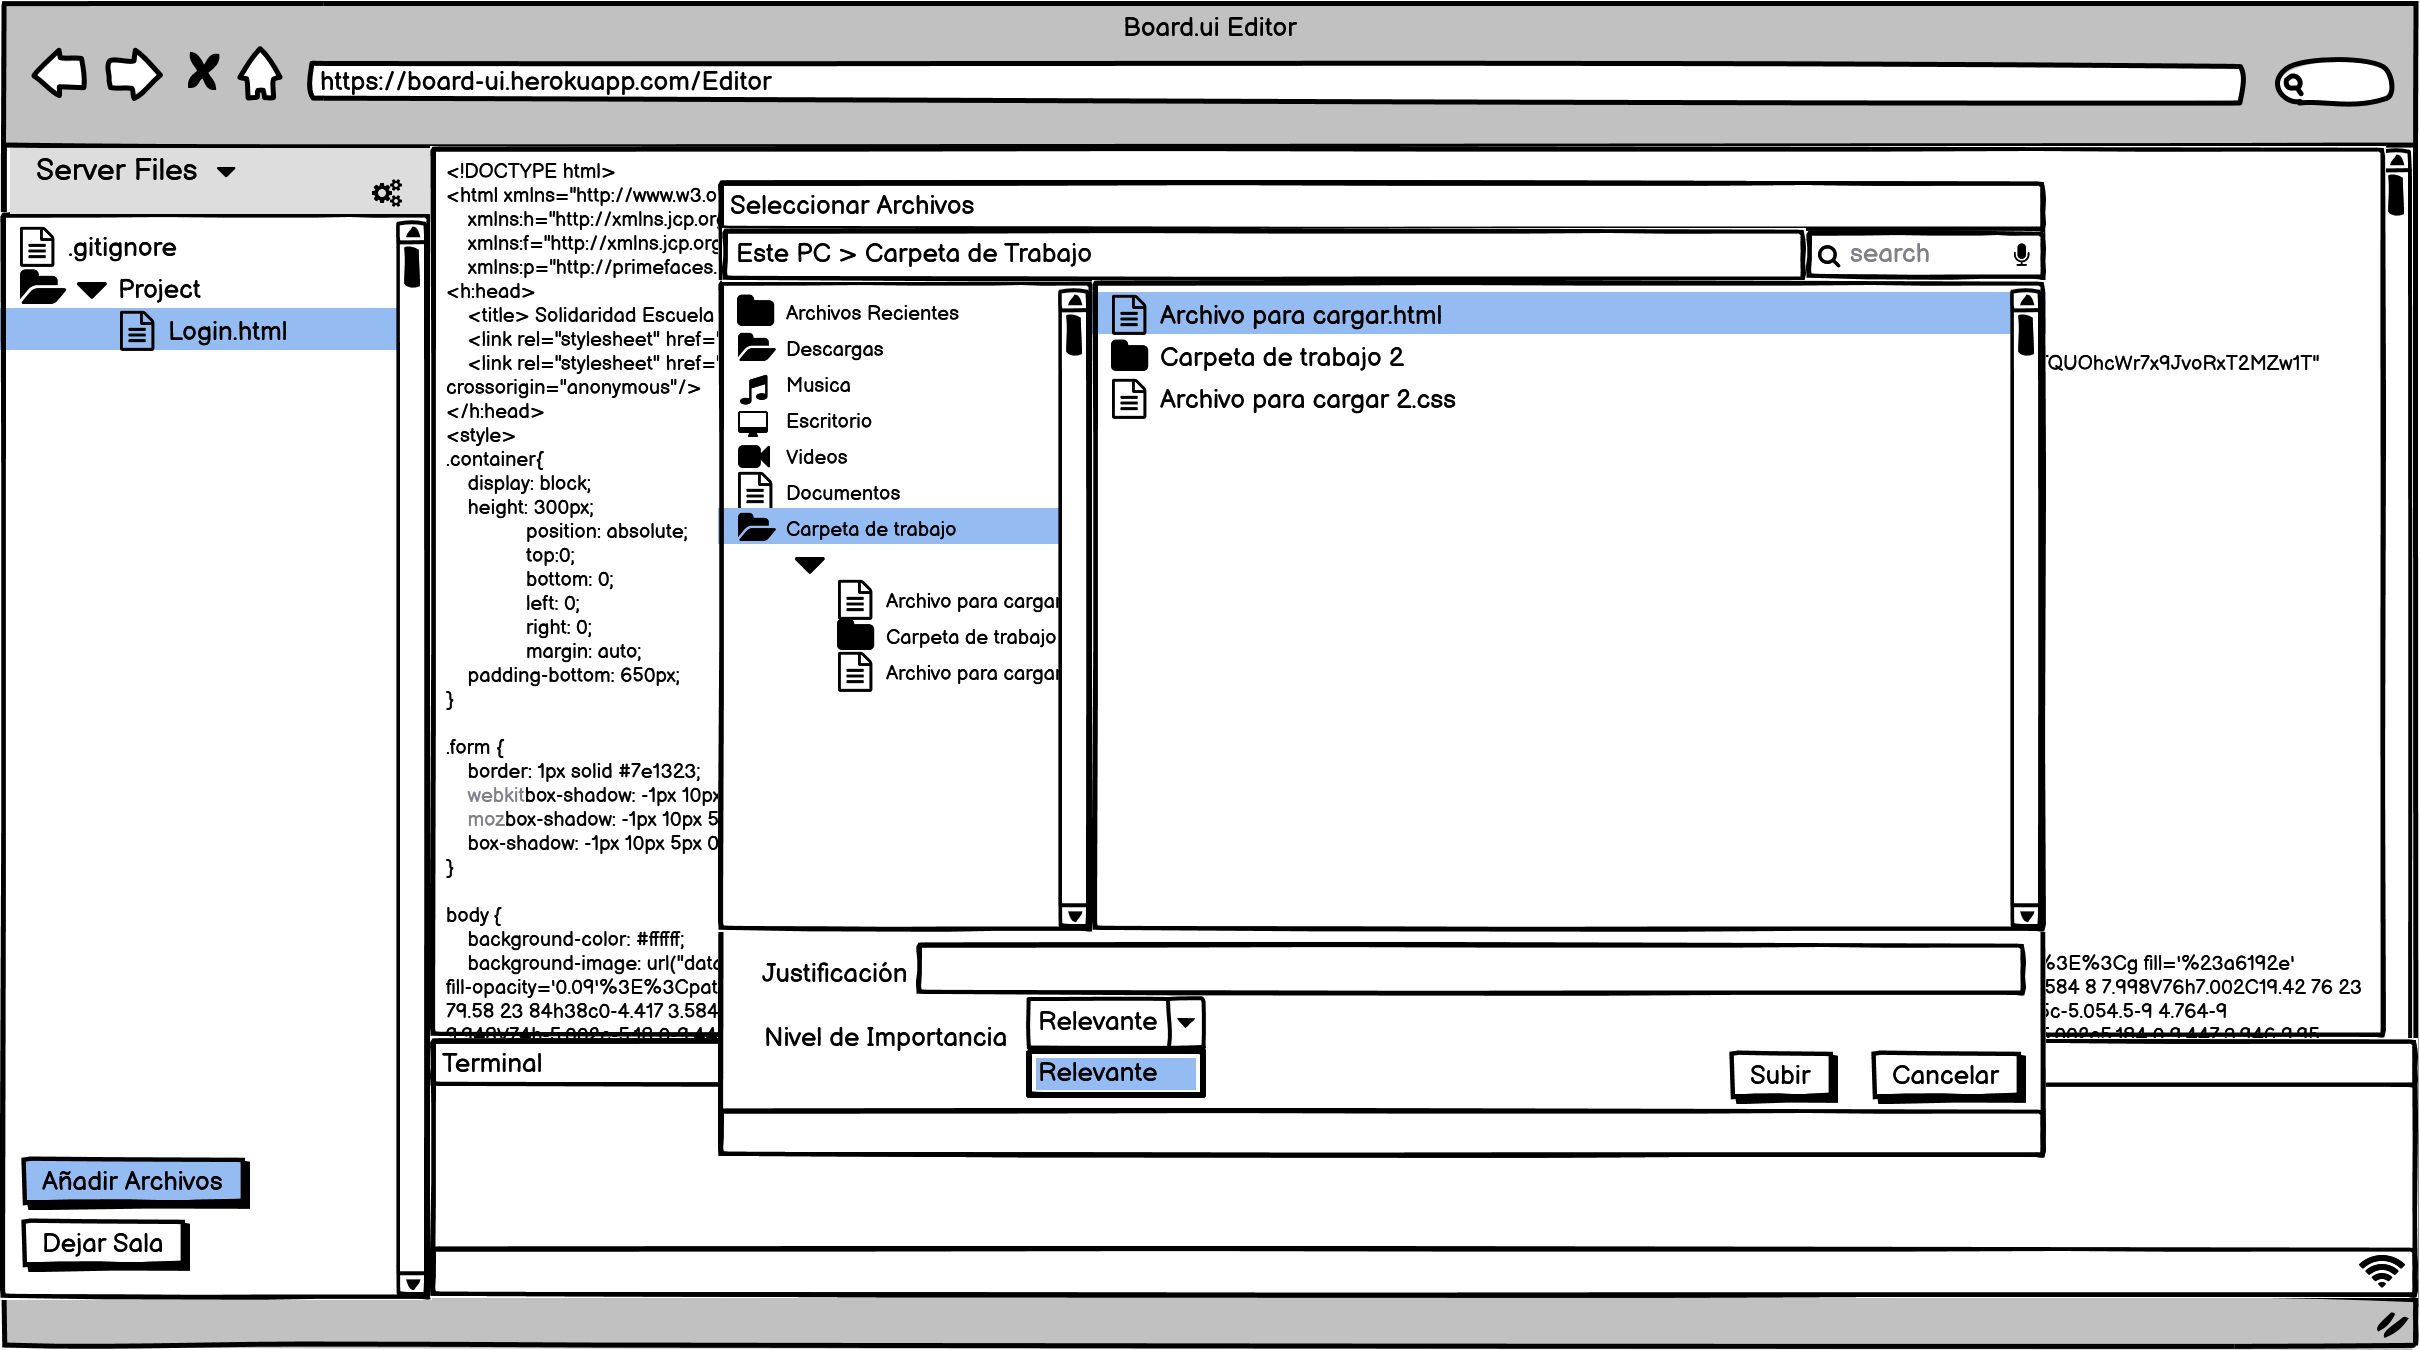 Board.ui Editor
https://board-ui.herokuapp.com/Editor
Server Files
.gitignore
Project
Login.html
Añadir Archivos
Dejar Sala
<!DOCTYPE html>
<html xmlns="http://www.w3.o
xmlns:h="http://xmlns.jcp.or
xmlns:f="http://xmlns.jcp.org
xmlns:p="http://primefaces.
<h:head>
<title> Solidaridad Escuela
<link rel="stylesheet" href="
<link rel="stylesheet" href="
QUOhcWr7x9JvoRxT2MZw1T"
crossorigin="anonymous"/>
</h:head>
<style>
.container{
display: block;
height: 300px;
position: absolute;
top:0;
bottom: 0;
left: 0;
right: 0;
margin: auto;
padding-bottom: 650px;
}
.form {
border: 1px solid #7e1323;
webkitbox-shadow: -1px 10px
mozbox-shadow: -1px 10px 5
box-shadow: -1px 10px 5px 0
}
body {
background-color: #ffffff;
background-image: url("data
%3E%3Cg fill='%23a6192e'
fill-opacity='0.09'%3E%3Cpat
584 8 7.998V76h7.002C19.42 76 23
79.58 23 84h38c0-4.417 3.584
c-5.054.5-9 4.764-9
Seleccionar Archivos
Este PC > Carpeta de Trabajo
search
Archivos Recientes
Descargas
Musica
Escritorio
Videos
Documentos
Carpeta de trabajo
Archivo para cargar
Carpeta de trabajo
Archivo para cargar
Archivo para cargar.html
Carpeta de trabajo 2
Archivo para cargar 2.css
Justificación
Nivel de Importancia
Relevante
Relevante
Subir
Cancelar
Terminal